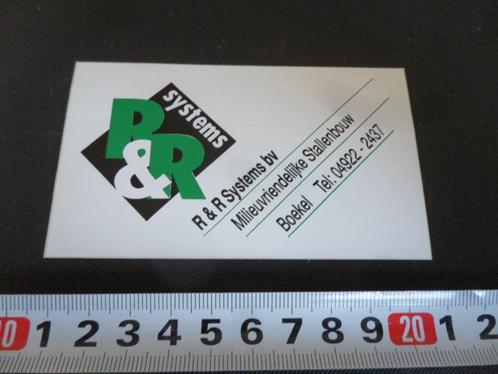 systems
R&R
R & R Systems bv
Milieuvriendelijke Stallenbouw
Boekel Tel: 04922 - 2437
10 1 2 3 4 5 6 7 8 9 20 1 2